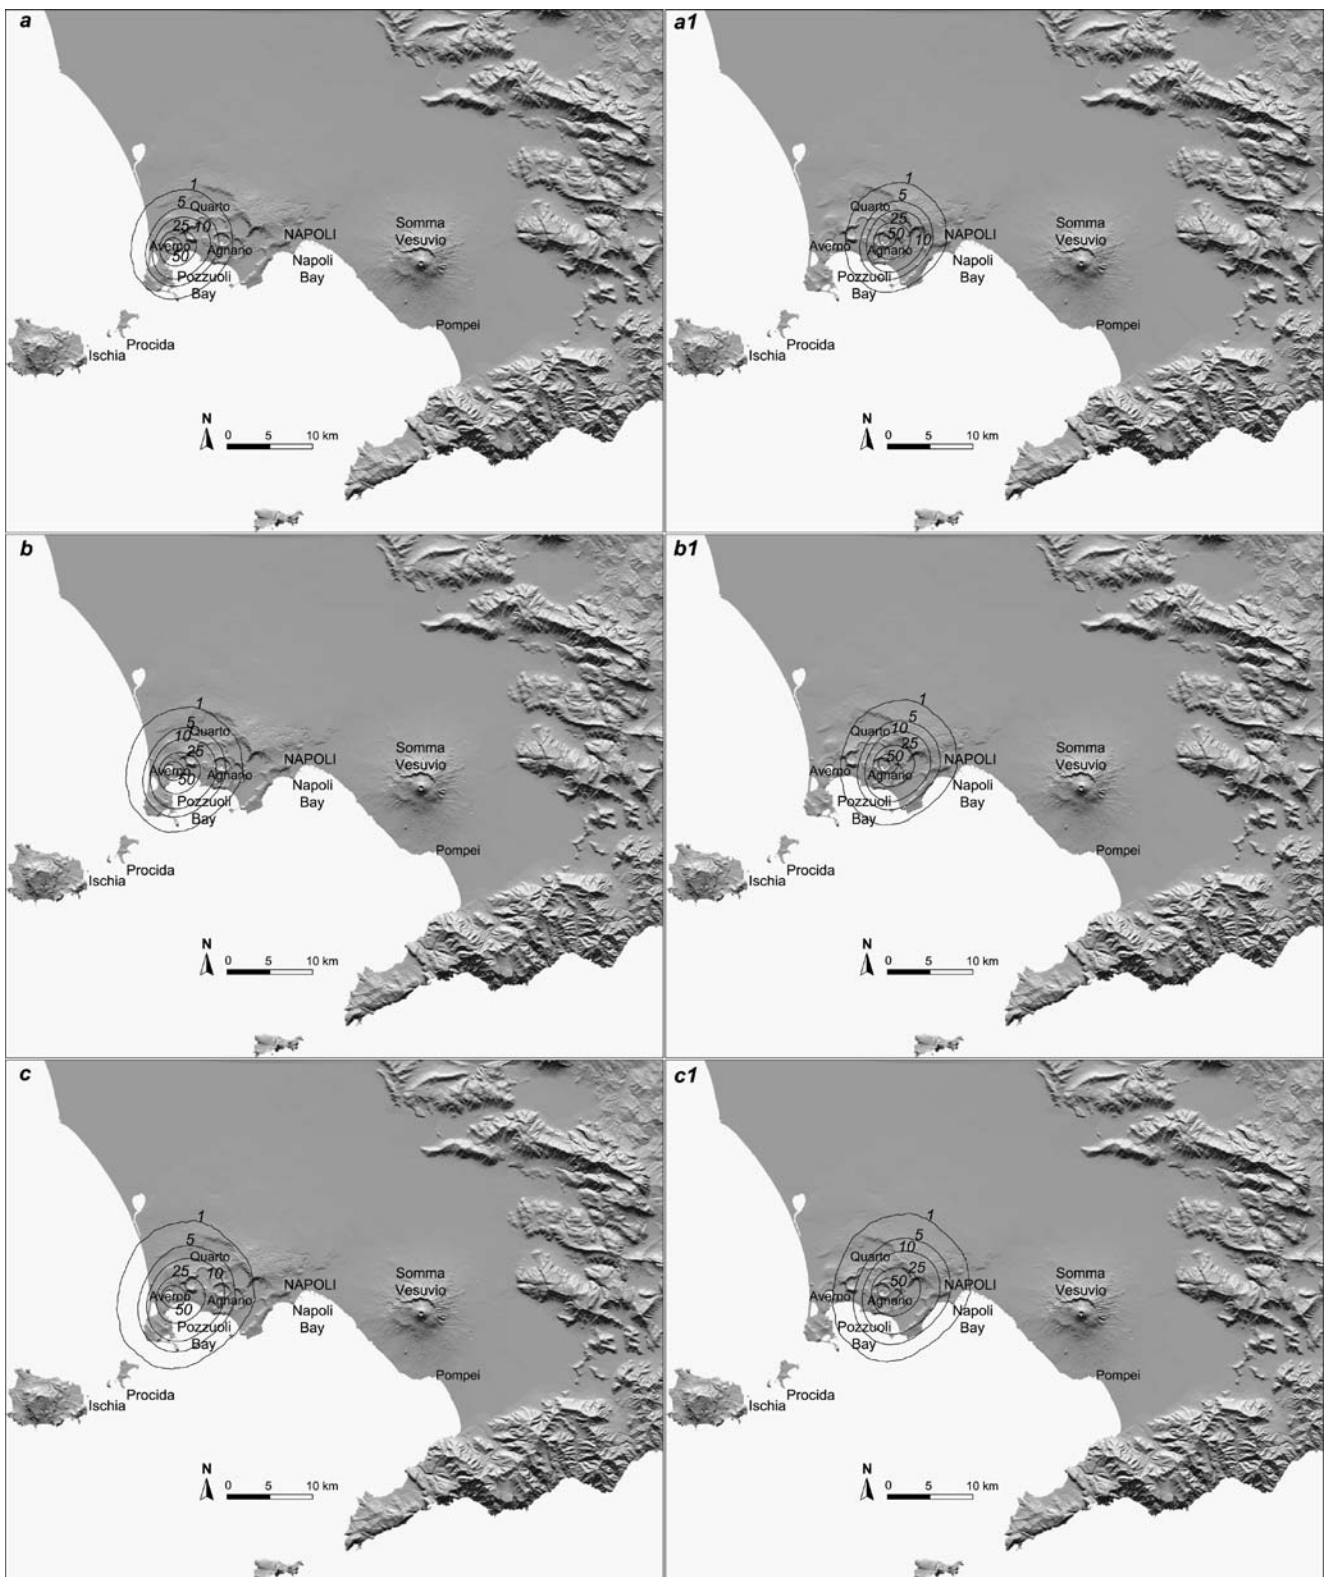 a
1
5
Quarto
25 10
Averno
Agnano
50
NAPOLI
Napoli
Bay
Pozzuoli
Bay
Somma
Vesuvio
Pompei
Procida
Ischia
N
0 5 10 km
a1
1
5
Quarto
25
50
10
Averno
Agnano
NAPOLI
Napoli
Bay
Pozzuoli
Bay
Somma
Vesuvio
Pompei
Procida
Ischia
N
0 5 10 km
b
1
5
10
Quarto
25
Averno
Agnano
50
NAPOLI
Napoli
Bay
Pozzuoli
Bay
Somma
Vesuvio
Pompei
Procida
Ischia
N
0 5 10 km
b1
1
5
10
Quarto
25
50
Averno
Agnano
NAPOLI
Napoli
Bay
Pozzuoli
Bay
Somma
Vesuvio
Pompei
Procida
Ischia
N
0 5 10 km
c
1
5
Quarto
25 10
Averno
Agnano
50
NAPOLI
Napoli
Bay
Pozzuoli
Bay
Somma
Vesuvio
Pompei
Procida
Ischia
N
0 5 10 km
c1
1
5
10
Quarto
25
50
Averno
Agnano
NAPOLI
Napoli
Bay
Pozzuoli
Bay
Somma
Vesuvio
Pompei
Procida
Ischia
N
0 5 10 km